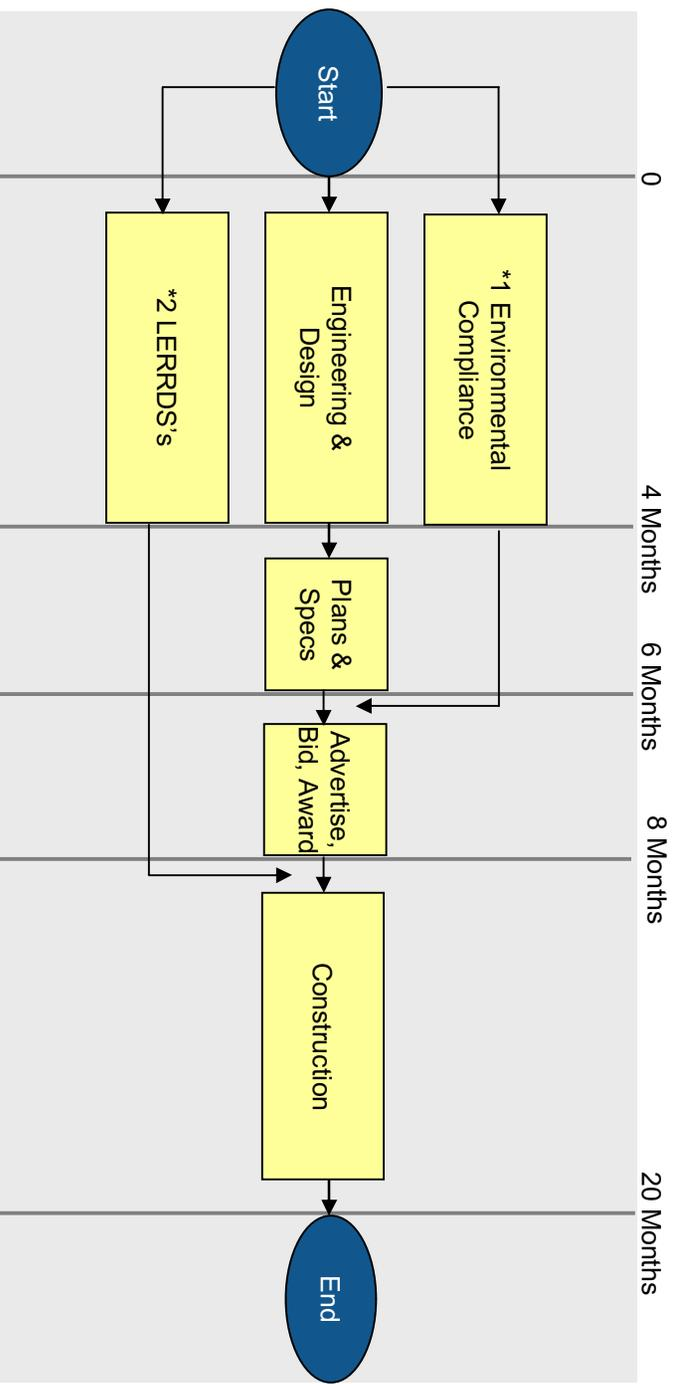 0
4 Months
6 Months
8 Months
20 Months
Start
*1 Environmental
Compliance
Engineering &
Design
*2 LERRDS's
Plans &
Specs
Advertise,
Bid, Award
Construction
End